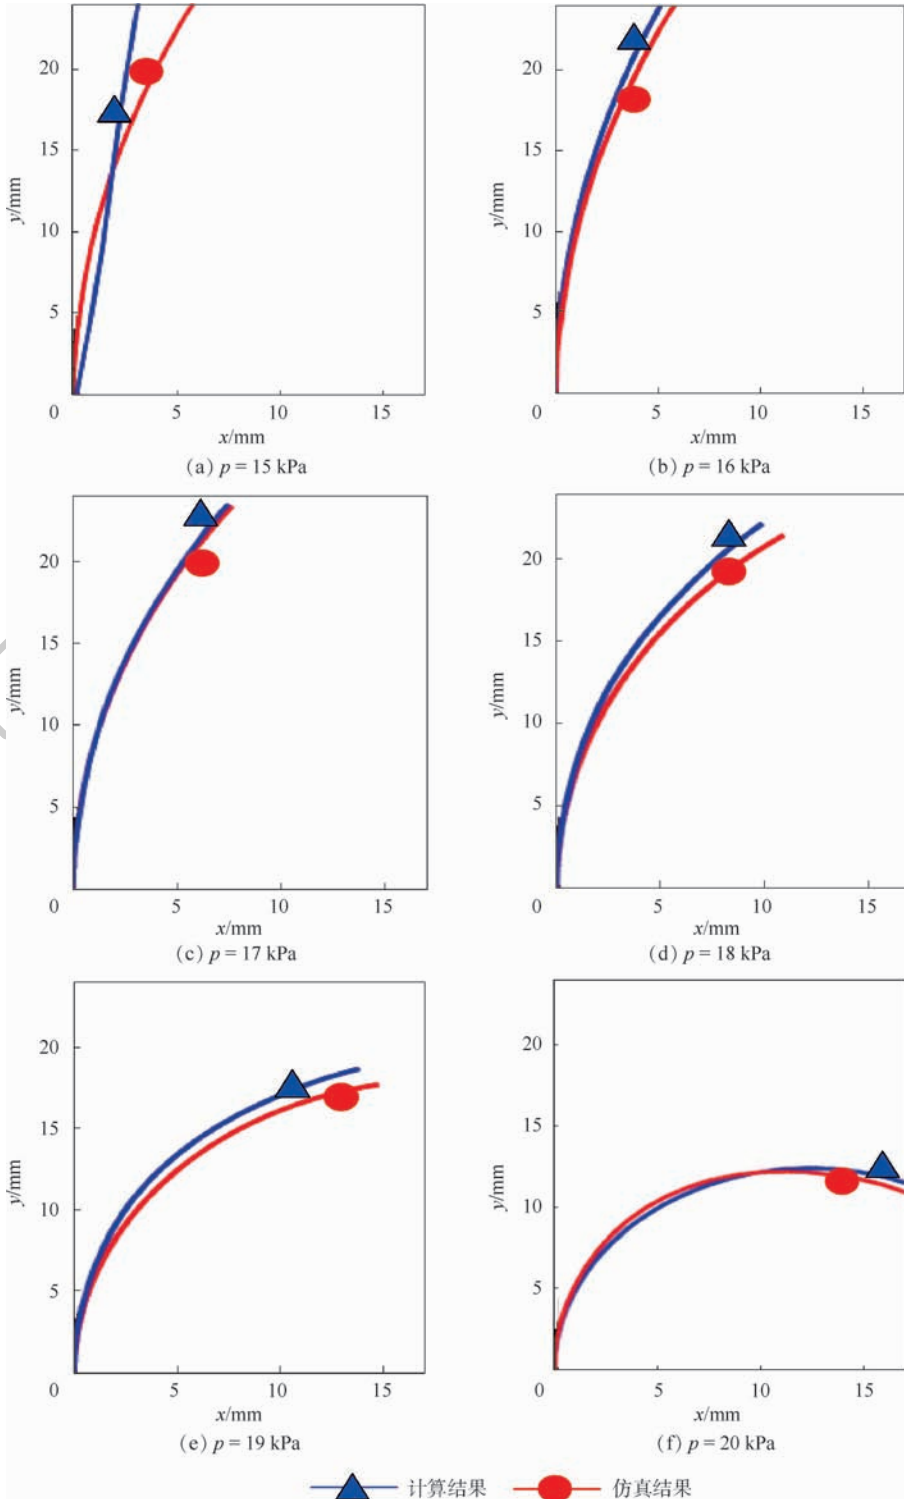 20
15
10
5
0
5
10
15
y/mm
x/mm
(a) p = 15 kPa
20
15
10
5
0
5
10
15
y/mm
x/mm
(b) p = 16 kPa
20
15
10
5
0
5
10
15
y/mm
x/mm
(c) p = 17 kPa
20
15
10
5
0
5
10
15
y/mm
x/mm
(d) p = 18 kPa
20
15
10
5
0
5
10
15
y/mm
x/mm
(e) p = 19 kPa
20
15
10
5
0
5
10
15
y/mm
x/mm
(f) p = 20 kPa
计算结果
仿真结果